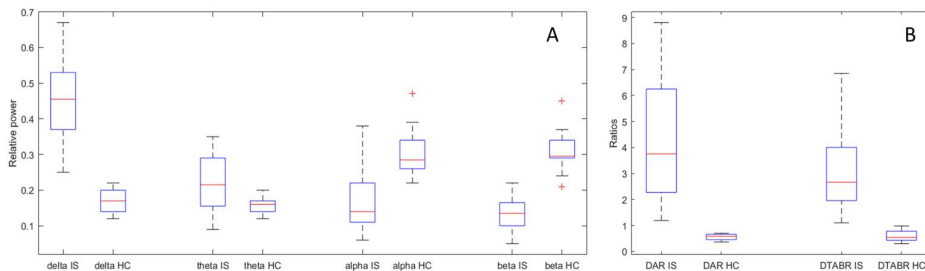 A
Relative power
0.7
0.6
0.5
0.4
0.3
0.2
0.1
delta IS delta HC theta IS theta HC alpha IS alpha HC beta IS beta HC
B
Ratios
9
8
7
6
5
4
3
2
1
0
DAR IS DAR HC DTABR IS DTABR HC